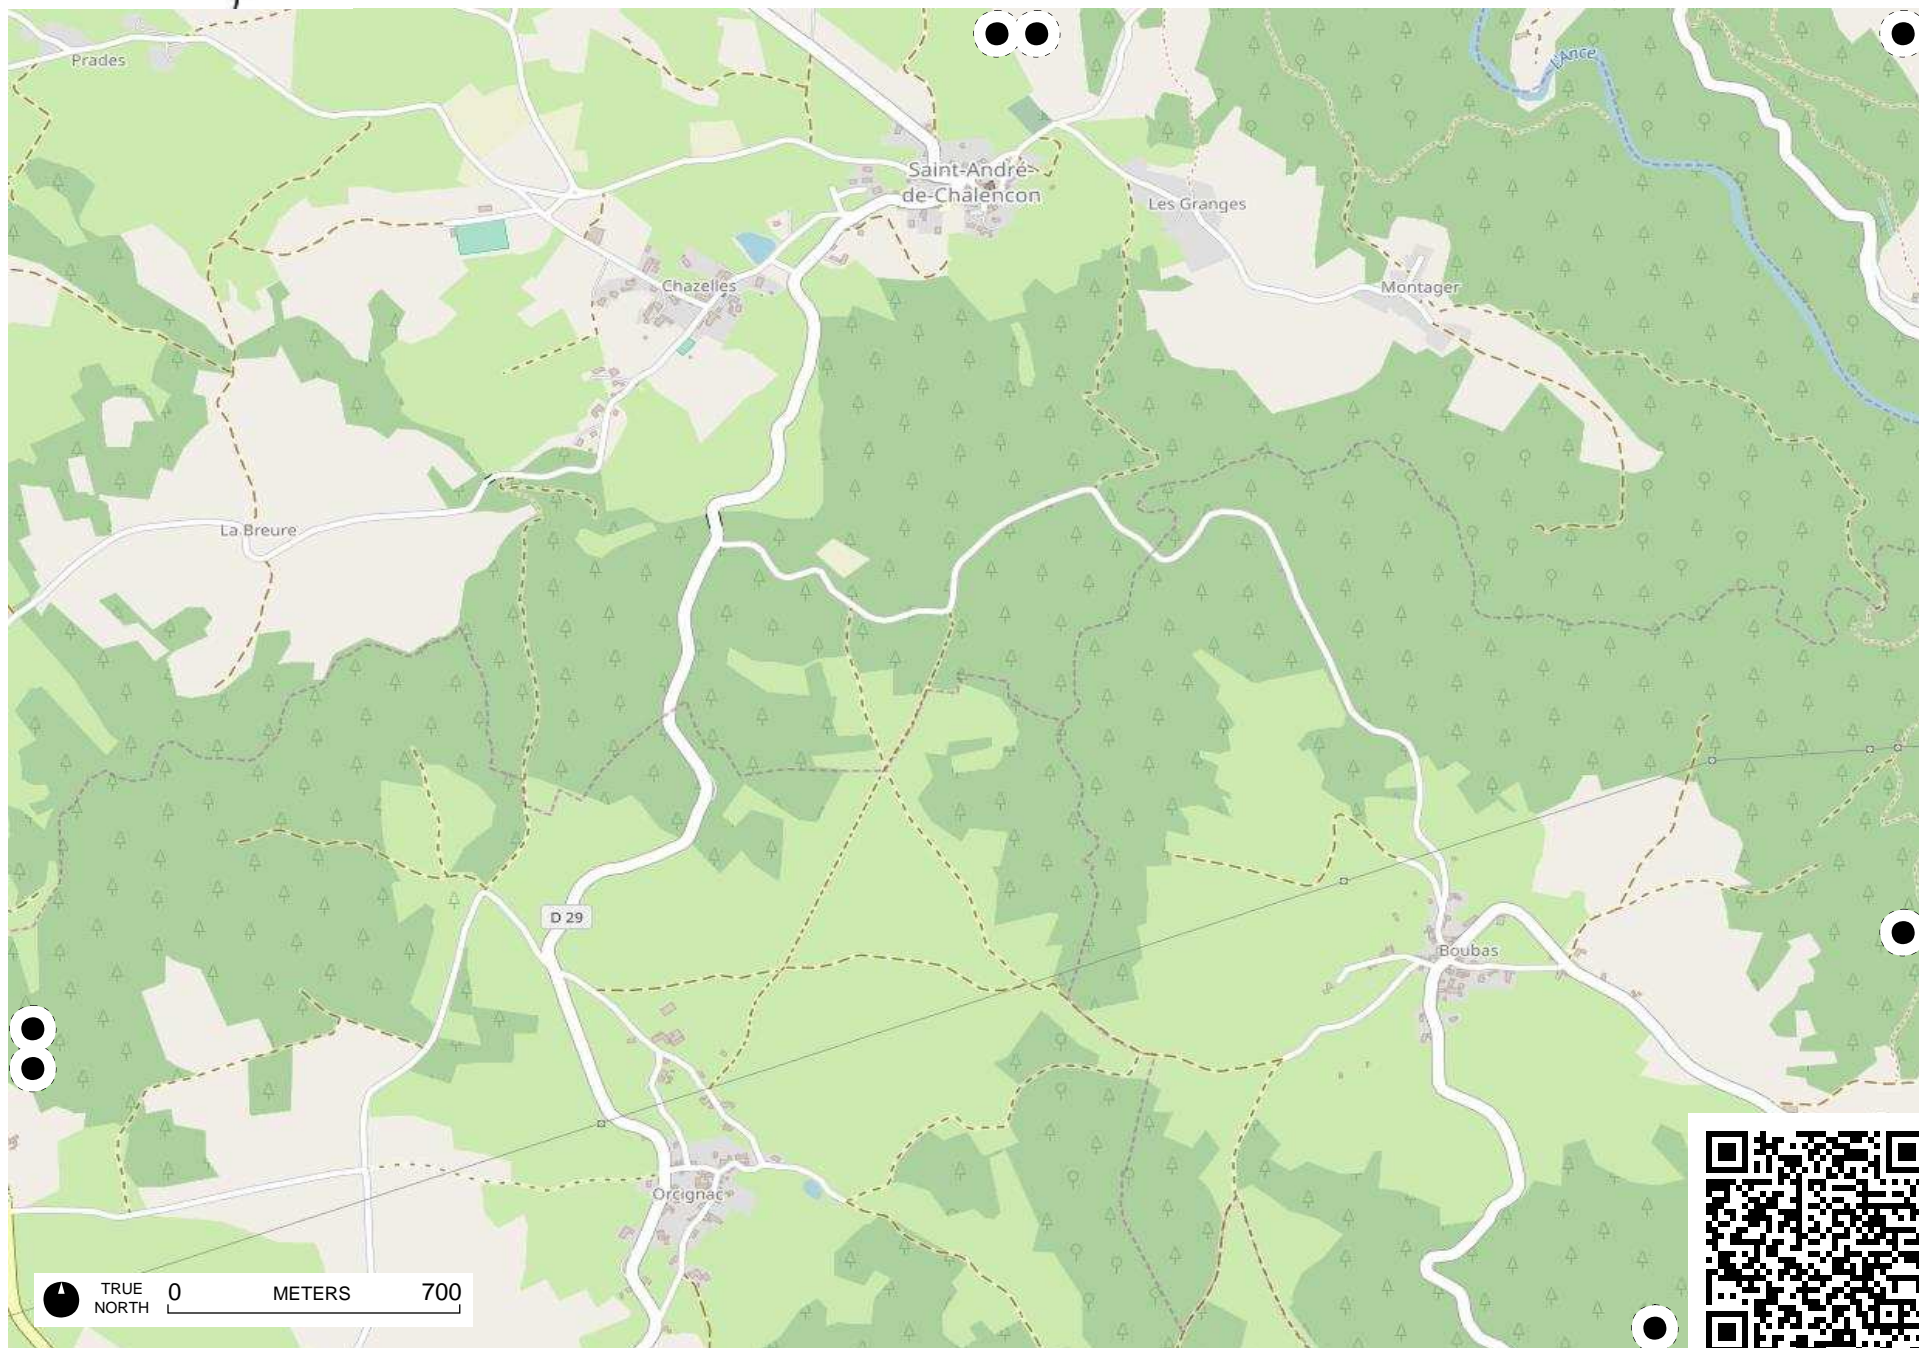 Prades
L'Ance
Saint-André-
de-Chalencon
Les Granges
Chazelles
Montager
La Breure
D 29
Boubas
Orcignac
TRUE
NORTH
0 METERS 700